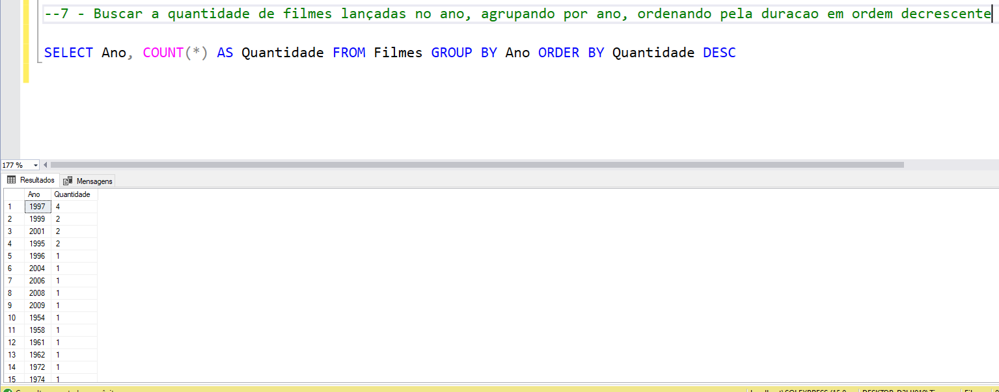 --7 - Buscar a quantidade de filmes lançadas no ano, agrupando por ano, ordenando pela duracao em ordem decrescente
SELECT Ano, COUNT(*) AS Quantidade FROM Filmes GROUP BY Ano ORDER BY Quantidade DESC
177 %
Resultados Mensagens
Ano Quantidade
1 1997 4
2 1999 2
3 2001 2
4 1995 2
5 1996 1
6 2004 1
7 2006 1
8 2008 1
9 2009 1
10 1954 1
11 1958 1
12 1961 1
13 1962 1
14 1972 1
15 1974 1